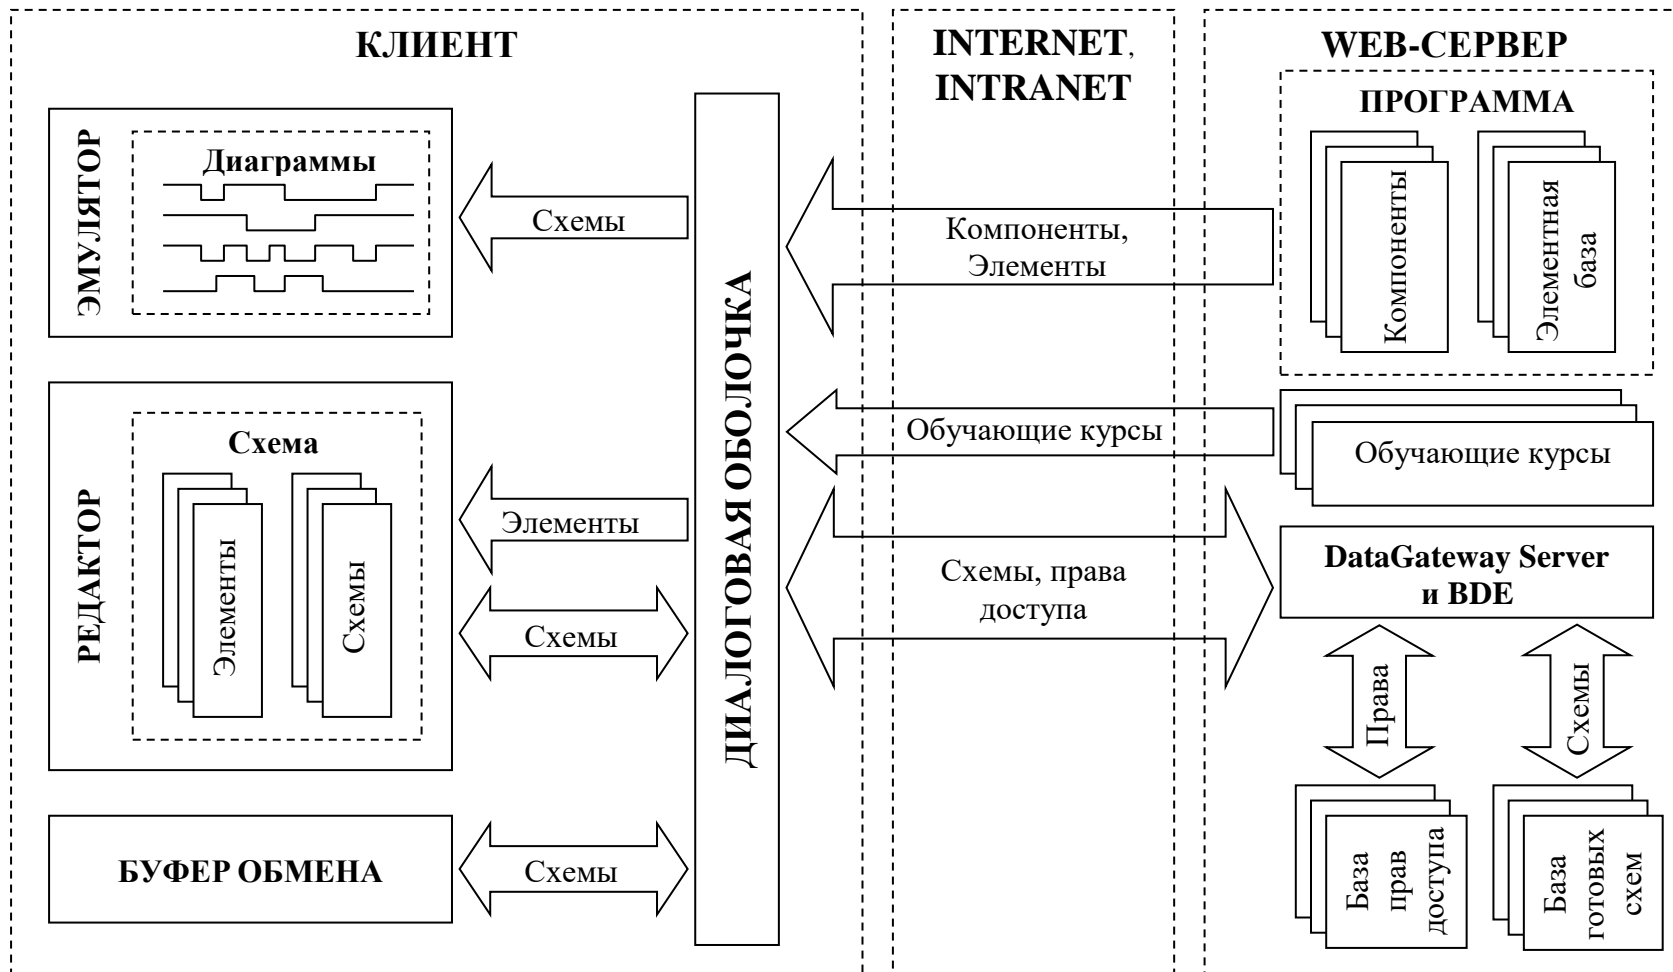 КЛИЕНТ
ЭМУЛЯТОР
Диаграммы
Схемы
РЕДАКТОР
Схема
Элементы
Схемы
Элементы
Схемы
БУФЕР ОБМЕНА
Схемы
ДИАЛОГОВАЯ ОБОЛОЧКА
INTERNET,
INTRANET
Компоненты,
Элементы
Обучающие курсы
Схемы, права
доступа
WEB-СЕРВЕР
ПРОГРАММА
Компоненты
Элементная
база
Обучающие курсы
DataGateway Server
и BDE
Права
Схемы
База
прав
доступа
База
готовых
схем